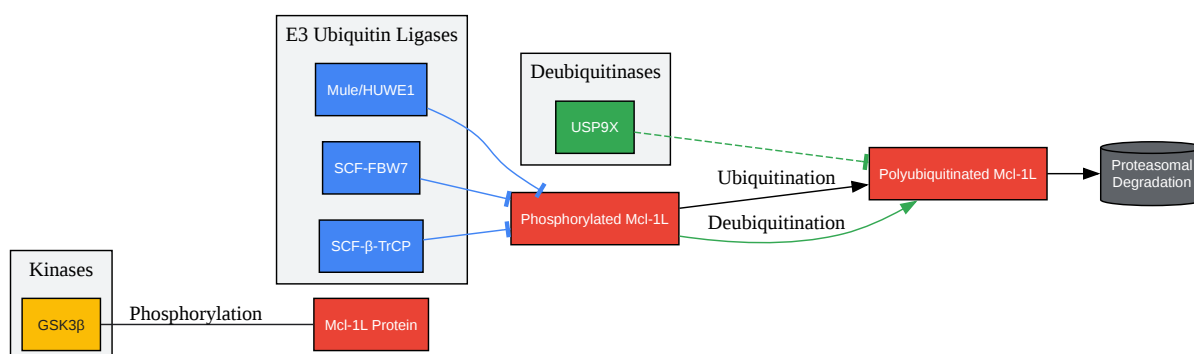 E3 Ubiquitin Ligases
Mule/HUWE1
SCF-FBW7
SCF-β-TrCP
Deubiquitinases
USP9X
Phosphorylated Mcl-1L
Ubiquitination
Deubiquitination
Polyubiquitinated Mcl-1L
Proteasomal
Degradation
Kinases
GSK3β
Phosphorylation
Mcl-1L Protein